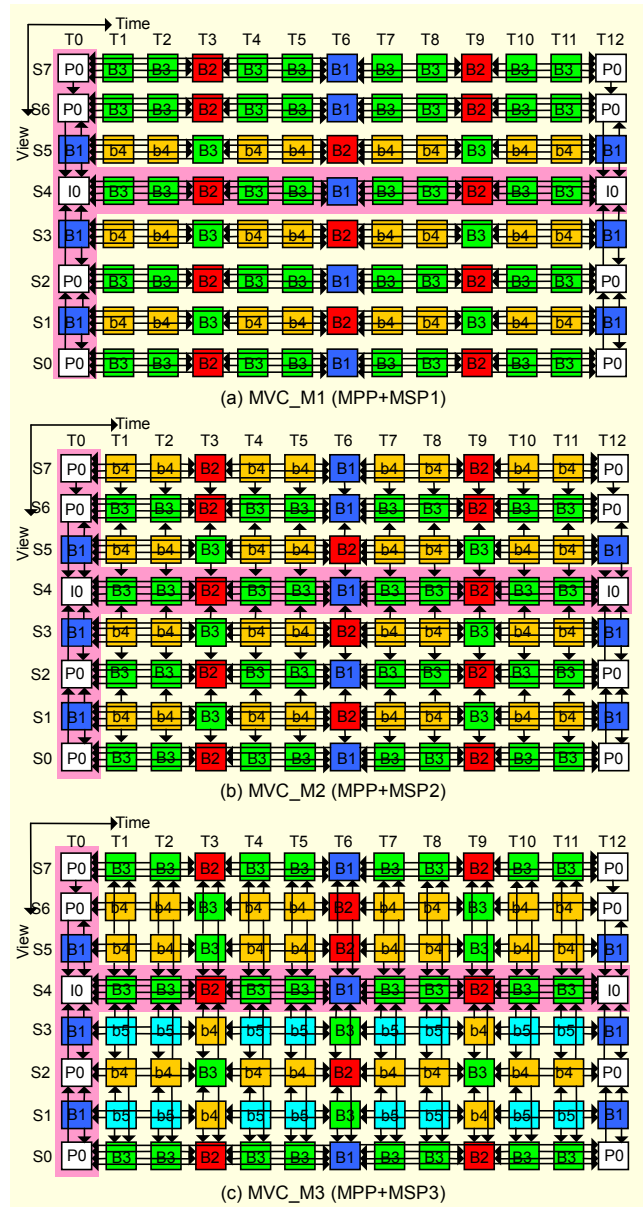 Time
T0 T1 T2 T3 T4 T5 T6 T7 T8 T9 T10 T11 T12
View
S7 P0 B3 B3 B2 B3 B3 B1 B3 B3 B2 B3 B3 P0
S6 P0 B3 B3 B2 B3 B3 B1 B3 B3 B2 B3 B3 P0
S5 B1 b4 b4 B3 b4 b4 B2 b4 b4 B3 b4 b4 B1
S4 I0 B3 B3 B2 B3 B3 B1 B3 B3 B2 B3 B3 I0
S3 B1 b4 b4 B3 b4 b4 B2 b4 b4 B3 b4 b4 B1
S2 P0 B3 B3 B2 B3 B3 B1 B3 B3 B2 B3 B3 P0
S1 B1 b4 b4 B3 b4 b4 B2 b4 b4 B3 b4 b4 B1
S0 P0 B3 B3 B2 B3 B3 B1 B3 B3 B2 B3 B3 P0
(a) MVC_M1 (MPP+MSP1)
Time
T0 T1 T2 T3 T4 T5 T6 T7 T8 T9 T10 T11 T12
View
S7 P0 b4 b4 B2 b4 b4 B1 b4 b4 B2 b4 b4 P0
S6 P0 B3 B3 B2 B3 B3 B1 B3 B3 B2 B3 B3 P0
S5 B1 b4 b4 B3 b4 b4 B2 b4 b4 B3 b4 b4 B1
S4 I0 B3 B3 B2 B3 B3 B1 B3 B3 B2 B3 B3 I0
S3 B1 b4 b4 B3 b4 b4 B2 b4 b4 B3 b4 b4 B1
S2 P0 B3 B3 B2 B3 B3 B1 B3 B3 B2 B3 B3 P0
S1 B1 b4 b4 B3 b4 b4 B2 b4 b4 B3 b4 b4 B1
S0 P0 B3 B3 B2 B3 B3 B1 B3 B3 B2 B3 B3 P0
(b) MVC_M2 (MPP+MSP2)
Time
T0 T1 T2 T3 T4 T5 T6 T7 T8 T9 T10 T11 T12
View
S7 P0 B3 B3 B2 B3 B3 B1 B3 B3 B2 B3 B3 P0
S6 P0 b4 b4 B3 b4 b4 B2 b4 b4 B3 b4 b4 P0
S5 B1 b4 b4 B3 b4 b4 B2 b4 b4 B3 b4 b4 B1
S4 I0 B3 B3 B2 B3 B3 B1 B3 B3 B2 B3 B3 I0
S3 B1 b5 b5 b4 b5 b5 B3 b5 b5 b4 b5 b5 B1
S2 P0 b4 b4 B3 b4 b4 B2 b4 b4 B3 b4 b4 P0
S1 B1 b5 b5 b4 b5 b5 B3 b5 b5 b4 b5 b5 B1
S0 P0 B3 B3 B2 B3 B3 B1 B3 B3 B2 B3 B3 P0
(c) MVC_M3 (MPP+MSP3)